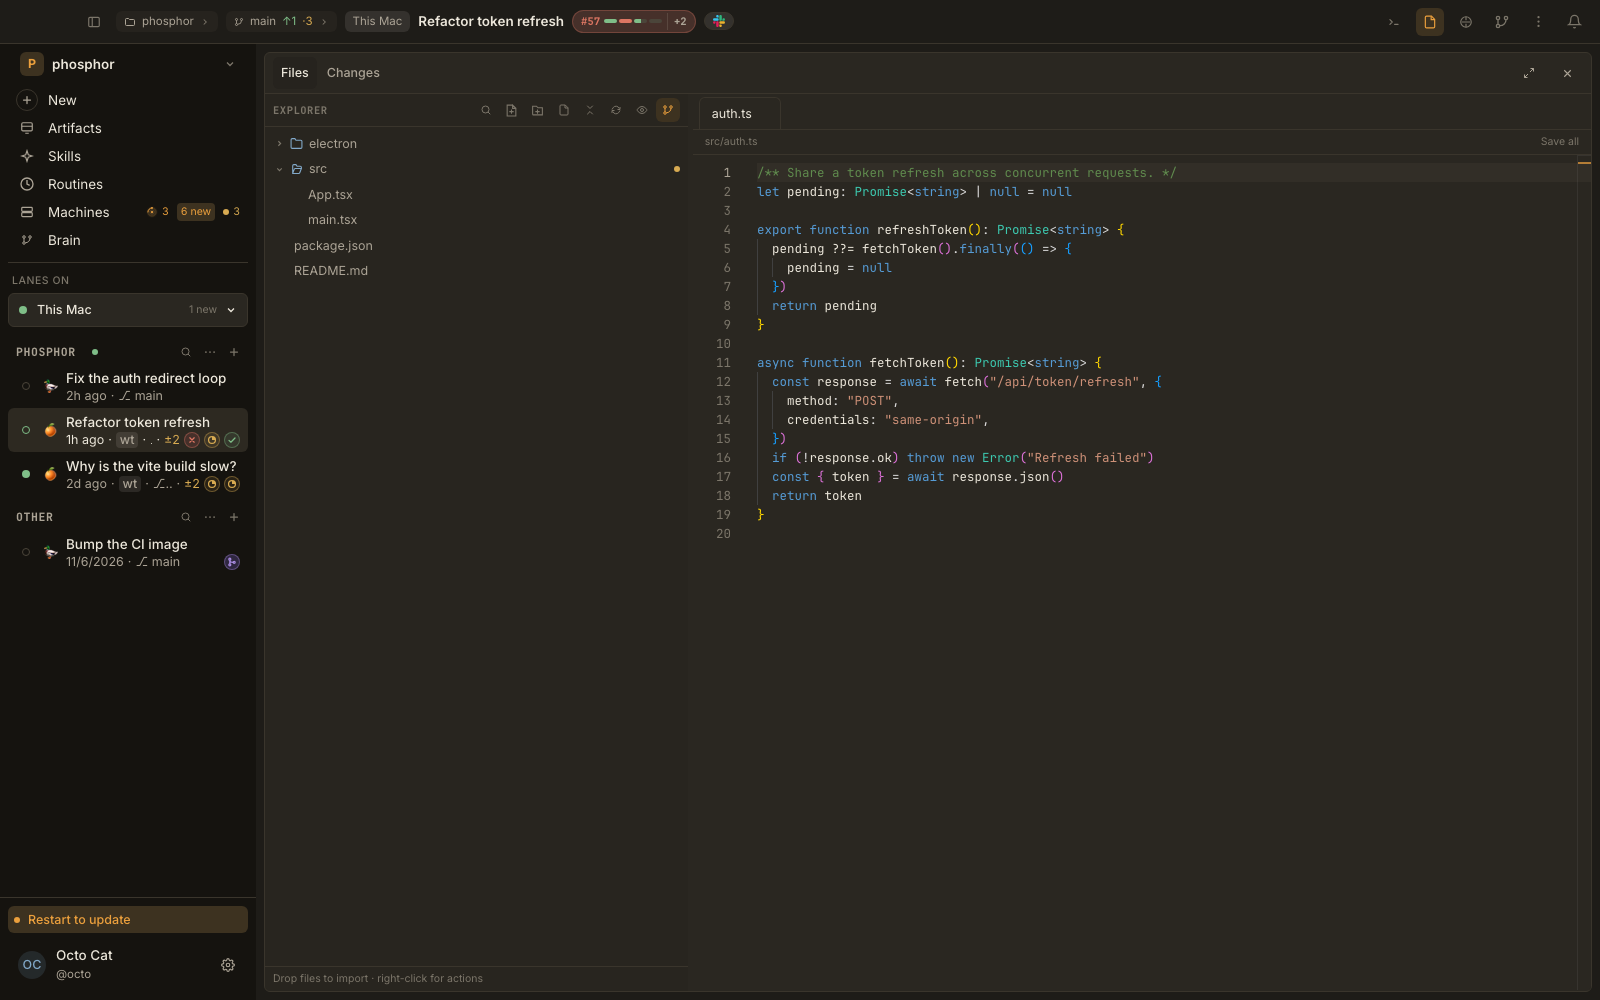 phosphor
main ↑1 ·3
This Mac
Refactor token refresh
#57 +2
P phosphor
New
Artifacts
Skills
Routines
Machines 3 6 new 3
Brain
LANES ON
This Mac 1 new
PHOSPHOR
Fix the auth redirect loop
2h ago · ⌥ main
Refactor token refresh
1h ago · wt · . · ±2
Why is the vite build slow?
2d ago · wt · ⌥.. · ±2
OTHER
Bump the CI image
11/6/2026 · ⌥ main
Restart to update
OC Octo Cat
@octo
Files Changes
EXPLORER
electron
src
App.tsx
main.tsx
package.json
README.md
Drop files to import · right-click for actions
auth.ts
src/auth.ts Save all
1 /** Share a token refresh across concurrent requests. */
2 let pending: Promise<string> | null = null
3
4 export function refreshToken(): Promise<string> {
5 pending ??= fetchToken().finally(() => {
6 pending = null
7 })
8 return pending
9 }
10
11 async function fetchToken(): Promise<string> {
12 const response = await fetch("/api/token/refresh", {
13 method: "POST",
14 credentials: "same-origin",
15 })
16 if (!response.ok) throw new Error("Refresh failed")
17 const { token } = await response.json()
18 return token
19 }
20